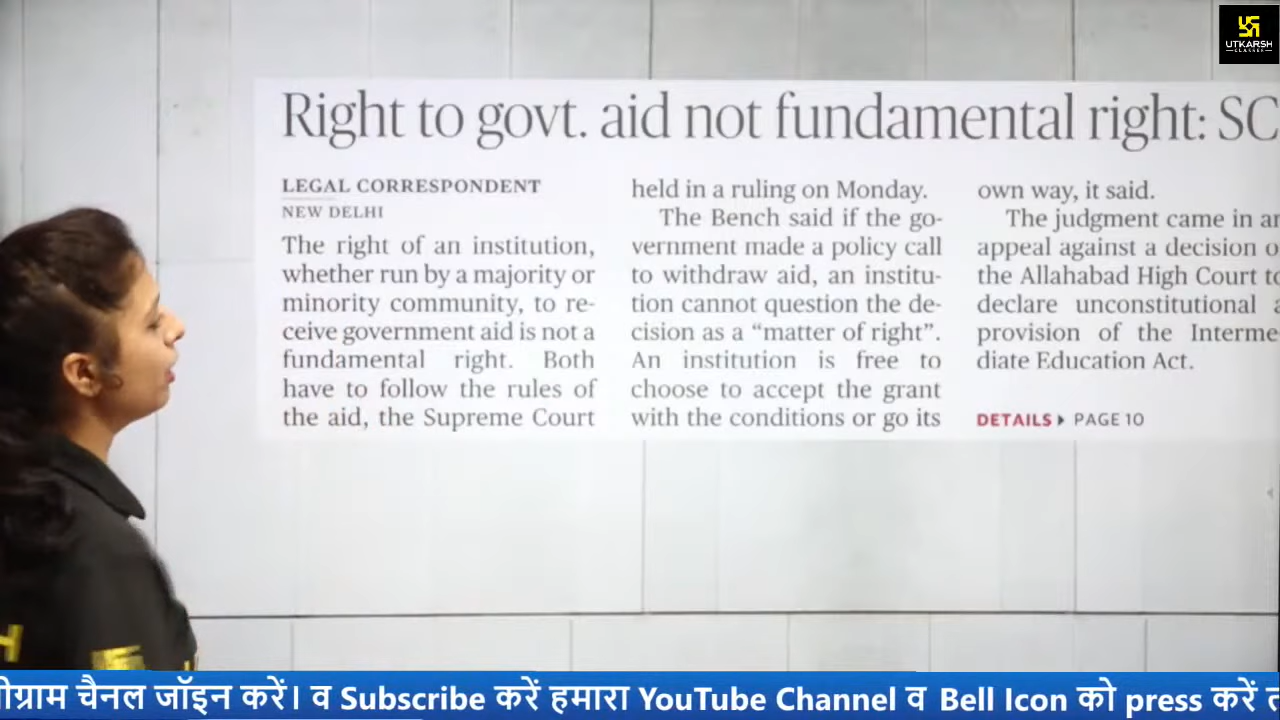 UTKARSH
CLASSES
Right to govt. aid not fundamental right: SC
LEGAL CORRESPONDENT
NEW DELHI
The right of an institution,
whether run by a majority or
minority community, to re-
ceive government aid is not a
fundamental right. Both
have to follow the rules of
the aid, the Supreme Court
held in a ruling on Monday.
The Bench said if the go-
vernment made a policy call
to withdraw aid, an institu-
tion cannot question the de-
cision as a “matter of right”.
An institution is free to
choose to accept the grant
with the conditions or go its
own way, it said.
The judgment came in an
appeal against a decision o
the Allahabad High Court to
declare unconstitutional
provision of the Interme
diate Education Act.
DETAILS ▸ PAGE 10
H
ग्राम चैनल जॉइन करें। व Subscribe करें हमारा YouTube Channel व Bell Icon को press करें